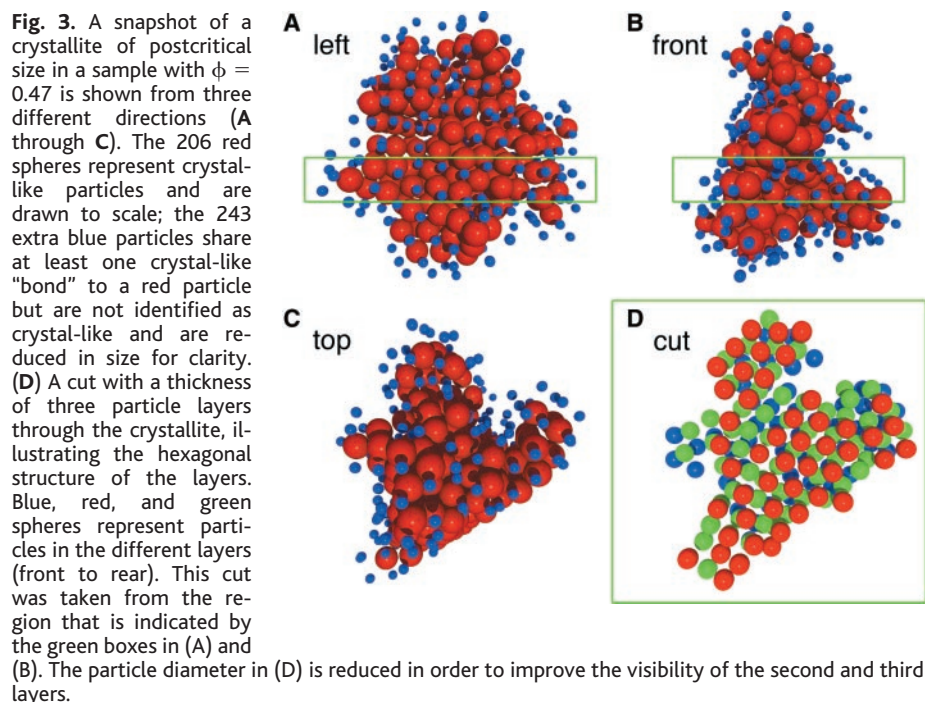 Fig. 3. A snapshot of a
crystallite of postcritical
size in a sample with ϕ =
0.47 is shown from three
different directions (A
through C). The 206 red
spheres represent crystal-
like particles and are
drawn to scale; the 243
extra blue particles share
at least one crystal-like
“bond” to a red particle
but are not identified as
crystal-like and are re-
duced in size for clarity.
(D) A cut with a thickness
of three particle layers
through the crystallite, il-
lustrating the hexagonal
structure of the layers.
Blue, red, and green
spheres represent parti-
cles in the different layers
(front to rear). This cut
was taken from the re-
gion that is indicated by
the green boxes in (A) and
(B). The particle diameter in (D) is reduced in order to improve the visibility of the second and third
layers.
A
left
B
front
C
top
D
cut